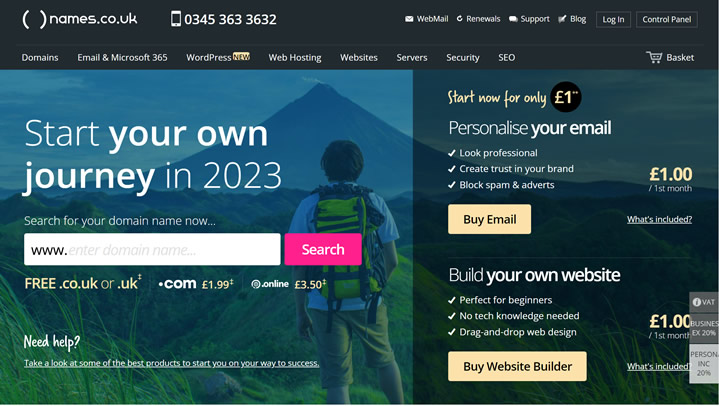 ( ) names.co.uk
0345 363 3632
WebMail
Renewals
Support
Blog
Log In
Control Panel
Domains
Email & Microsoft 365
WordPress NEW
Web Hosting
Websites
Servers
Security
SEO
Basket
Start your own
journey in 2023
Search for your domain name now...
www. enter domain name...
Search
FREE .co.uk or .uk‡
.com £1.99‡
.online £3.50‡
Need help?
Take a look at some of the best products to start you on your way to success.
Start now for only £1**
Personalise your email
Look professional
Create trust in your brand
Block spam & adverts
£1.00
/ 1st month
Buy Email
What's included?
Build your own website
Perfect for beginners
No tech knowledge needed
Drag-and-drop web design
£1.00
/ 1st month
Buy Website Builder
What's included?
VAT
BUSINES
EX 20%
PERSON
INC
20%